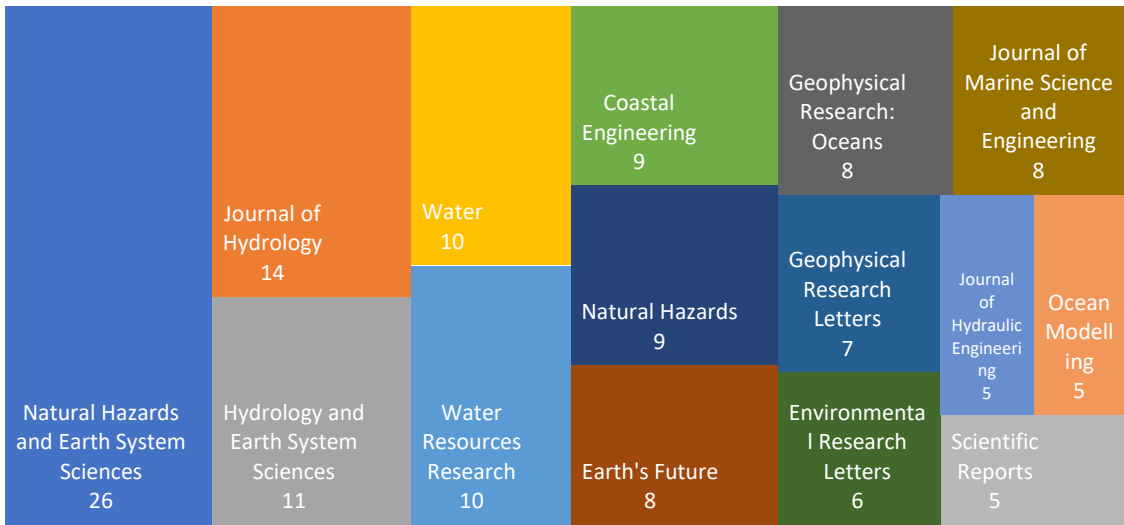 Natural Hazards
and Earth System
Sciences
26
Journal of
Hydrology
14
Hydrology and
Earth System
Sciences
11
Water
10
Water
Resources
Research
10
Coastal
Engineering
9
Natural Hazards
9
Earth's Future
8
Geophysical
Research:
Oceans
8
Journal of
Marine Science
and
Engineering
8
Geophysical
Research
Letters
7
Environmenta
l Research
Letters
6
Journal
of
Hydraulic
Engineeri
ng
5
Ocean
Modell
ing
5
Scientific
Reports
5